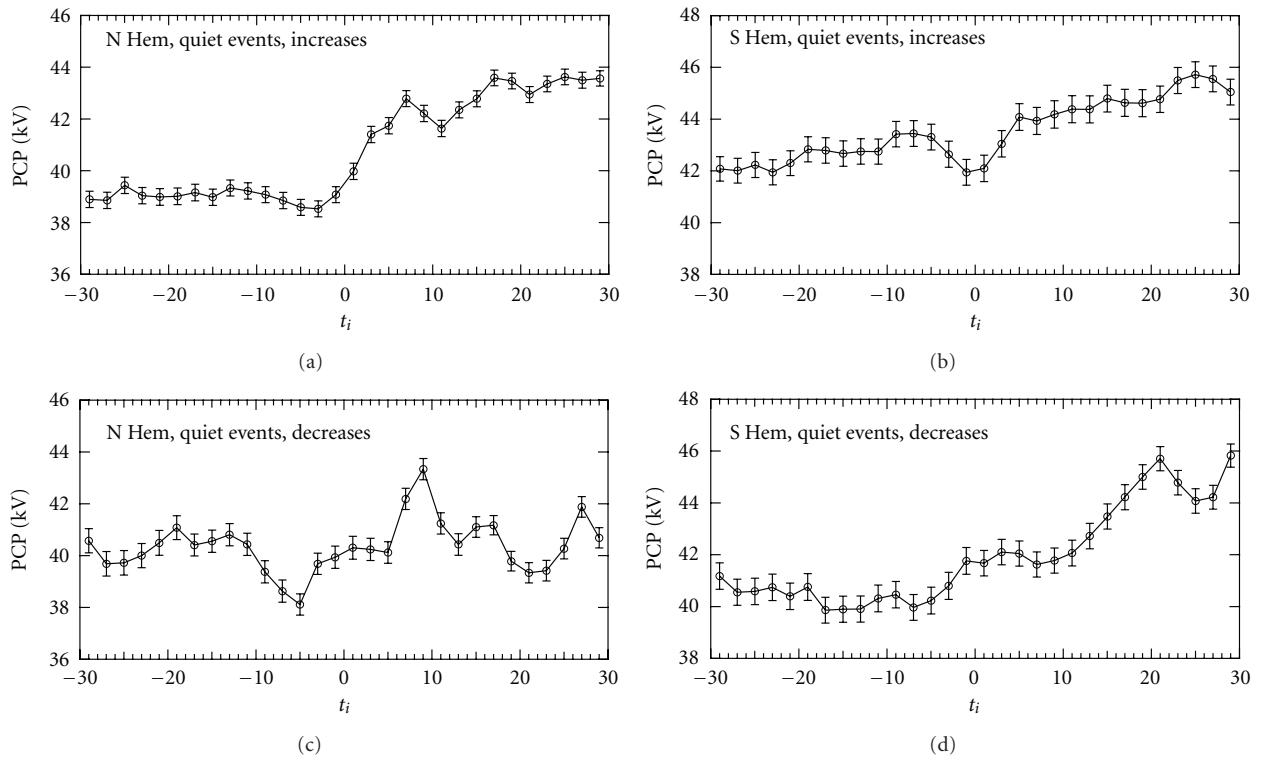 N Hem, quiet events, increases
PCP (kV)
46
44
42
40
38
36
−30 −20 −10 0 10 20 30
t_i
(a)
S Hem, quiet events, increases
PCP (kV)
48
46
44
42
40
38
−30 −20 −10 0 10 20 30
t_i
(b)
N Hem, quiet events, decreases
PCP (kV)
46
44
42
40
38
36
−30 −20 −10 0 10 20 30
t_i
(c)
S Hem, quiet events, decreases
PCP (kV)
48
46
44
42
40
38
−30 −20 −10 0 10 20 30
t_i
(d)